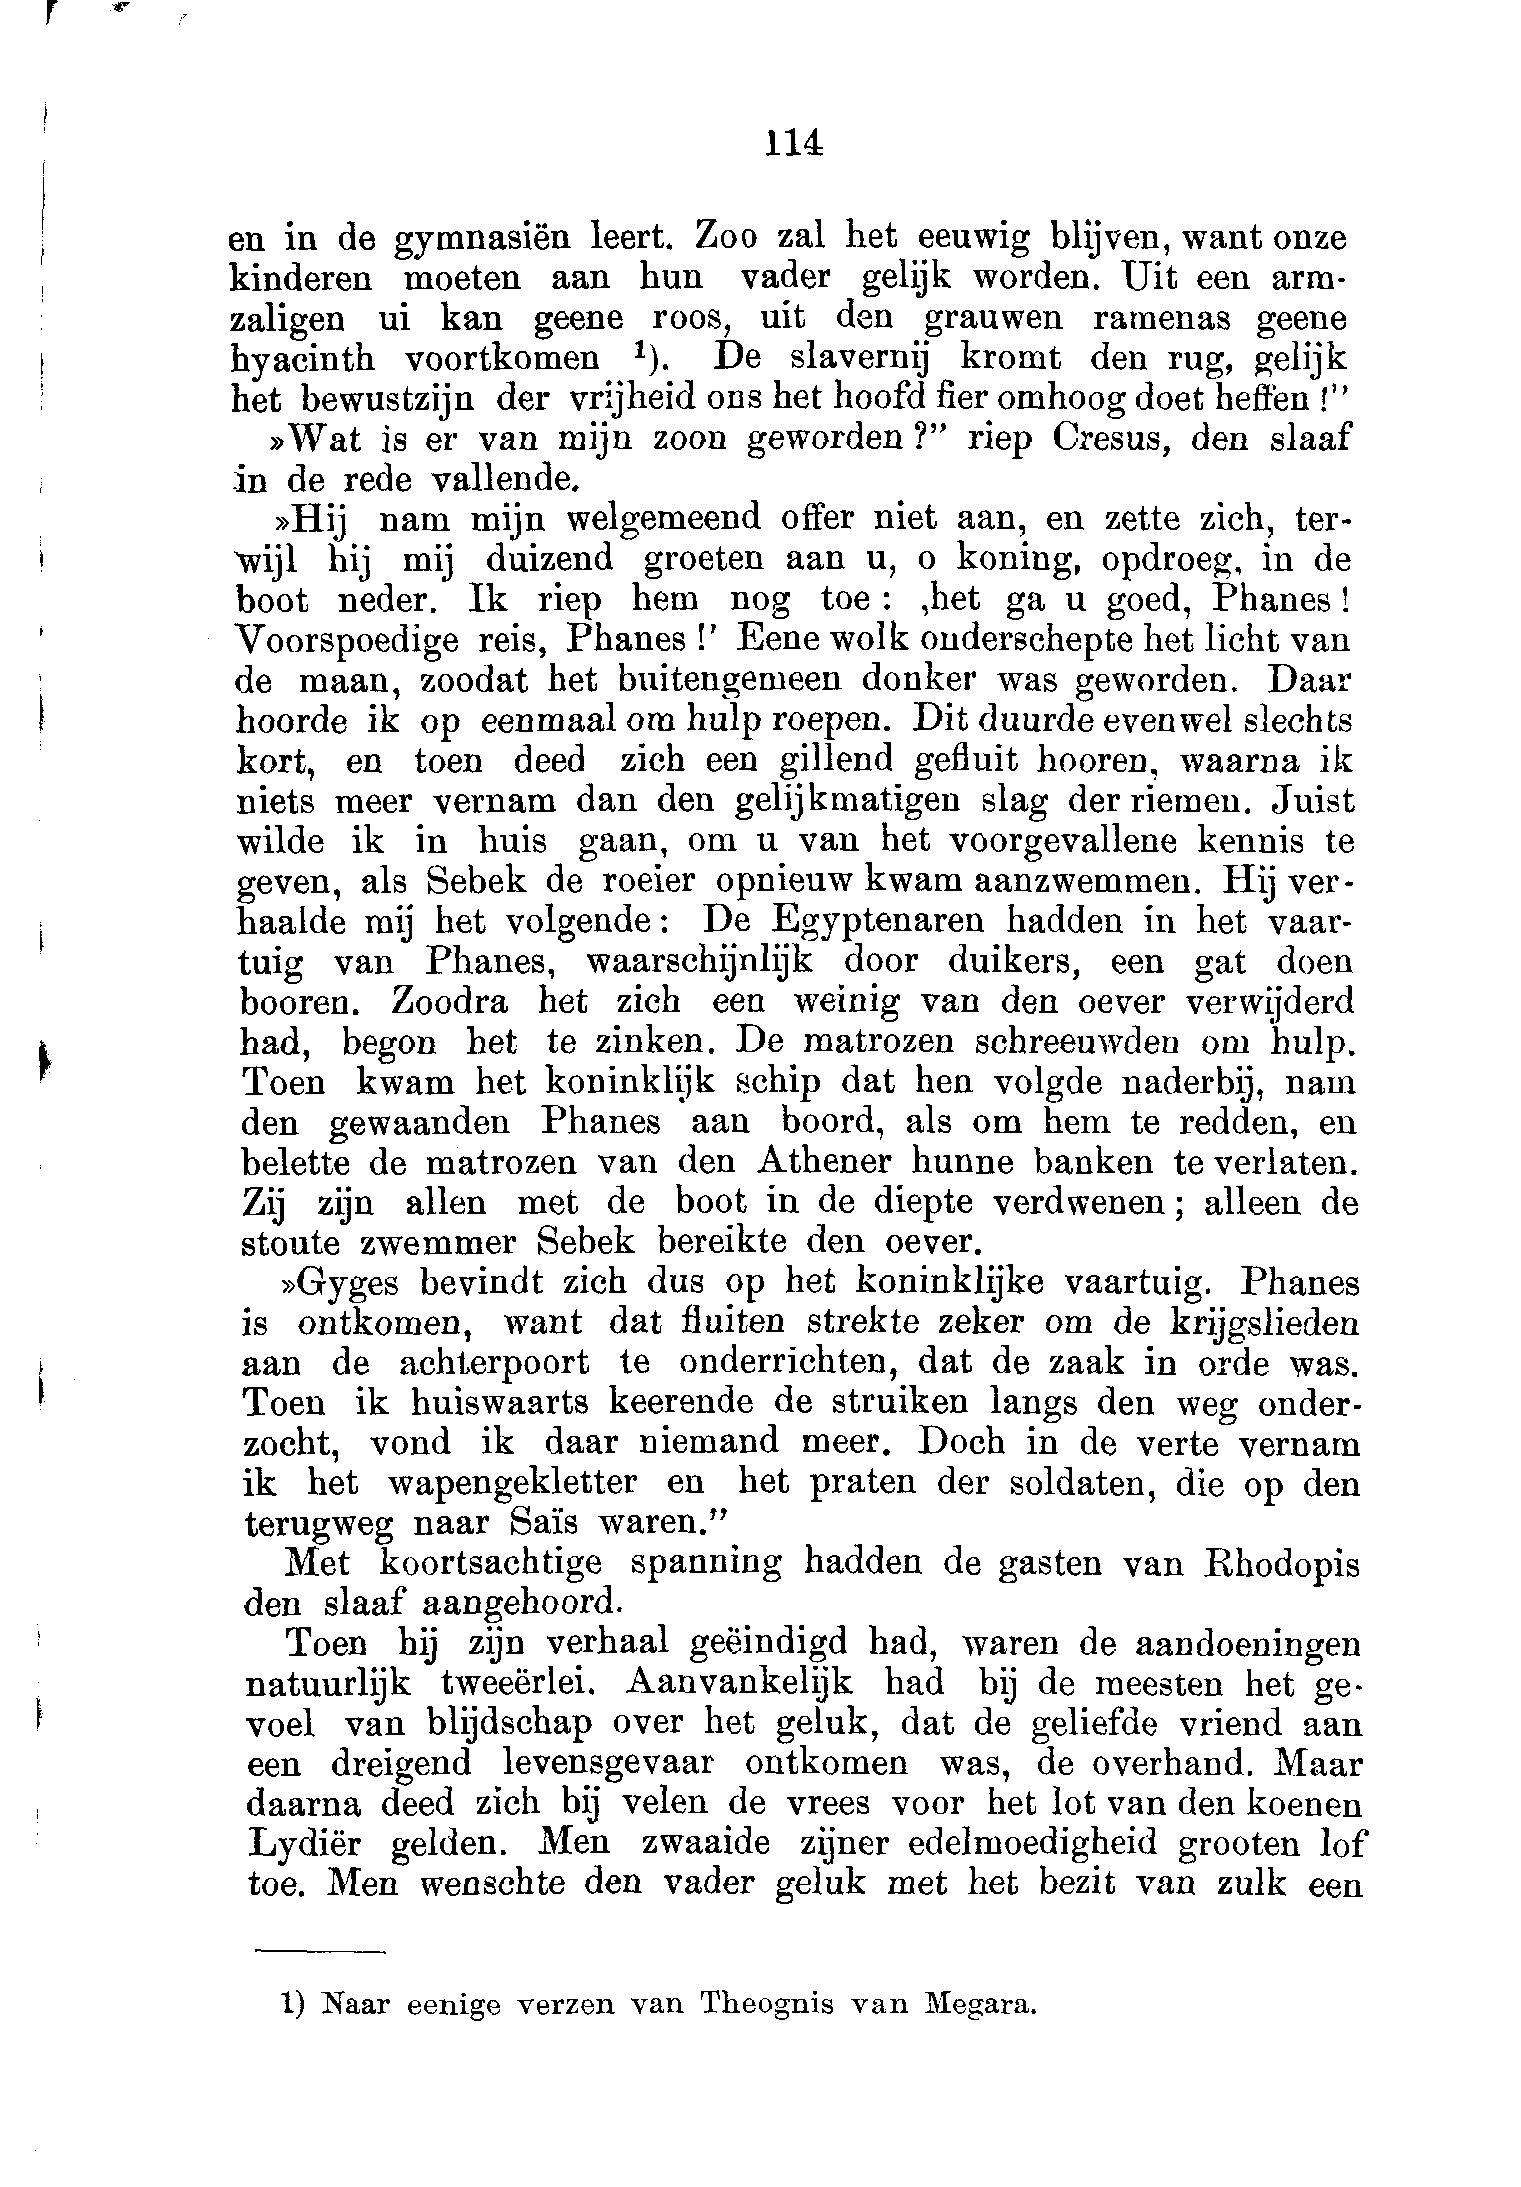 114
en in de gymnasiën leert. Zoo zal het eeuwig blijven, want onze
kinderen moeten aan hun vader gelijk worden. Uit een arm-
zaligen ui kan geene roos, uit den grauwen ramenas geene
hyacinth voortkomen ¹). De slavernij kromt den rug, gelijk
het bewustzijn der vrijheid ons het hoofd fier omhoog doet heffen!”
»Wat is er van mijn zoon geworden?” riep Cresus, den slaaf
in de rede vallende.
»Hij nam mijn welgemeend offer niet aan, en zette zich, ter-
wijl hij mij duizend groeten aan u, o koning, opdroeg, in de
boot neder. Ik riep hem nog toe: ‚het ga u goed, Phanes!
Voorspoedige reis, Phanes!’ Eene wolk onderschepte het licht van
de maan, zoodat het buitengemeen donker was geworden. Daar
hoorde ik op eenmaal om hulp roepen. Dit duurde evenwel slechts
kort, en toen deed zich een gillend gefluit hooren, waarna ik
niets meer vernam dan den gelijkmatigen slag der riemen. Juist
wilde ik in huis gaan, om u van het voorgevallene kennis te
geven, als Sebek de roeier opnieuw kwam aanzwemmen. Hij ver-
haalde mij het volgende: De Egyptenaren hadden in het vaar-
tuig van Phanes, waarschijnlijk door duikers, een gat doen
booren. Zoodra het zich een weinig van den oever verwijderd
had, begon het te zinken. De matrozen schreeuwden om hulp.
Toen kwam het koninklijk schip dat hen volgde naderbij, nam
den gewaanden Phanes aan boord, als om hem te redden, en
belette de matrozen van den Athener hunne banken te verlaten.
Zij zijn allen met de boot in de diepte verdwenen; alleen de
stoute zwemmer Sebek bereikte den oever.
»Gyges bevindt zich dus op het koninklijke vaartuig. Phanes
is ontkomen, want dat fluiten strekte zeker om de krijgslieden
aan de achterpoort te onderrichten, dat de zaak in orde was.
Toen ik huiswaarts keerende de struiken langs den weg onder-
zocht, vond ik daar niemand meer. Doch in de verte vernam
ik het wapengekletter en het praten der soldaten, die op den
terugweg naar Saïs waren.”
Met koortsachtige spanning hadden de gasten van Rhodopis
den slaaf aangehoord.
Toen hij zijn verhaal geëindigd had, waren de aandoeningen
natuurlijk tweeërlei. Aanvankelijk had bij de meesten het ge-
voel van blijdschap over het geluk, dat de geliefde vriend aan
een dreigend levensgevaar ontkomen was, de overhand. Maar
daarna deed zich bij velen de vrees voor het lot van den koenen
Lydiër gelden. Men zwaaide zijner edelmoedigheid grooten lof
toe. Men wenschte den vader geluk met het bezit van zulk een
1) Naar eenige verzen van Theognis van Megara.